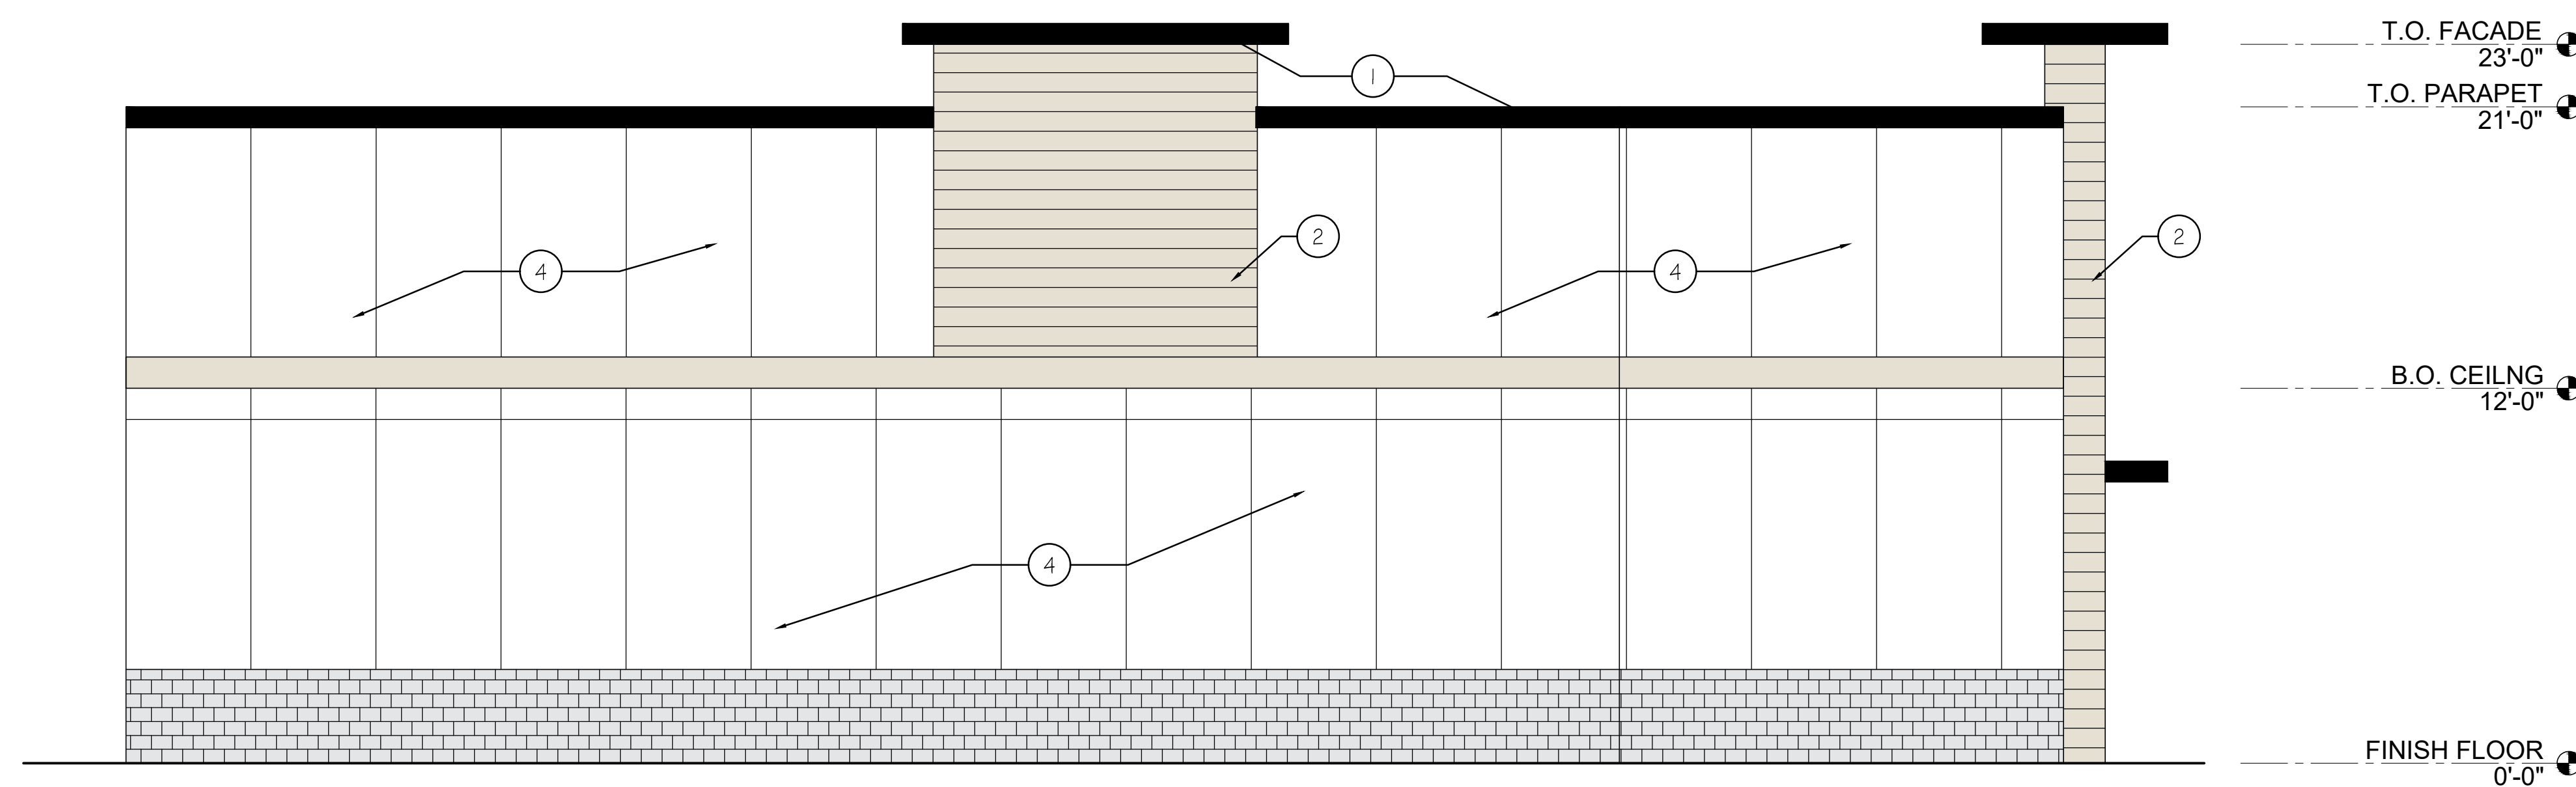 T.O. FACADE
23'-0"
1
T.O. PARAPET
21'-0"
2
2
4
4
B.O. CEILNG
12'-0"
4
FINISH FLOOR
0'-0"